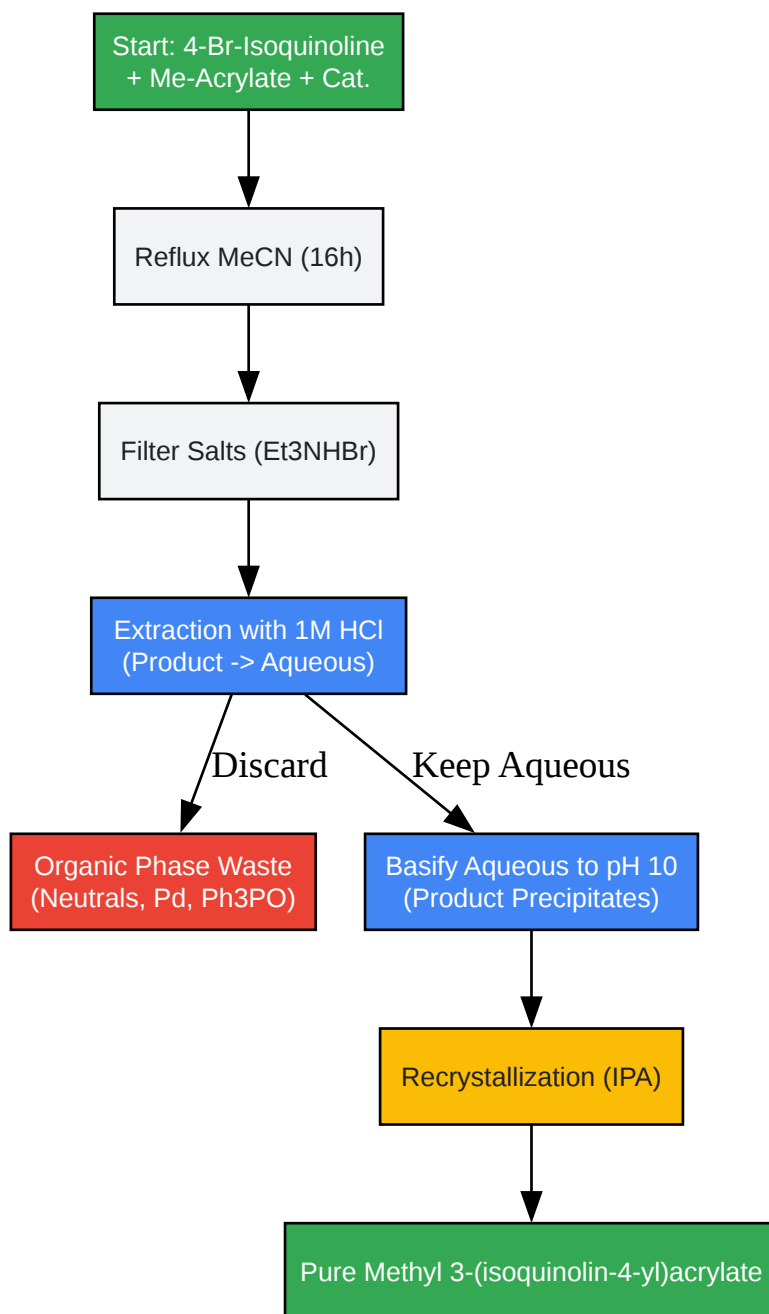 Start: 4-Br-Isoquinoline
+ Me-Acrylate + Cat.
Reflux MeCN (16h)
Filter Salts (Et3NHBr)
Extraction with 1M HCl
(Product -> Aqueous)
Discard
Keep Aqueous
Organic Phase Waste
(Neutrals, Pd, Ph3PO)
Basify Aqueous to pH 10
(Product Precipitates)
Recrystallization (IPA)
Pure Methyl 3-(isoquinolin-4-yl)acrylate